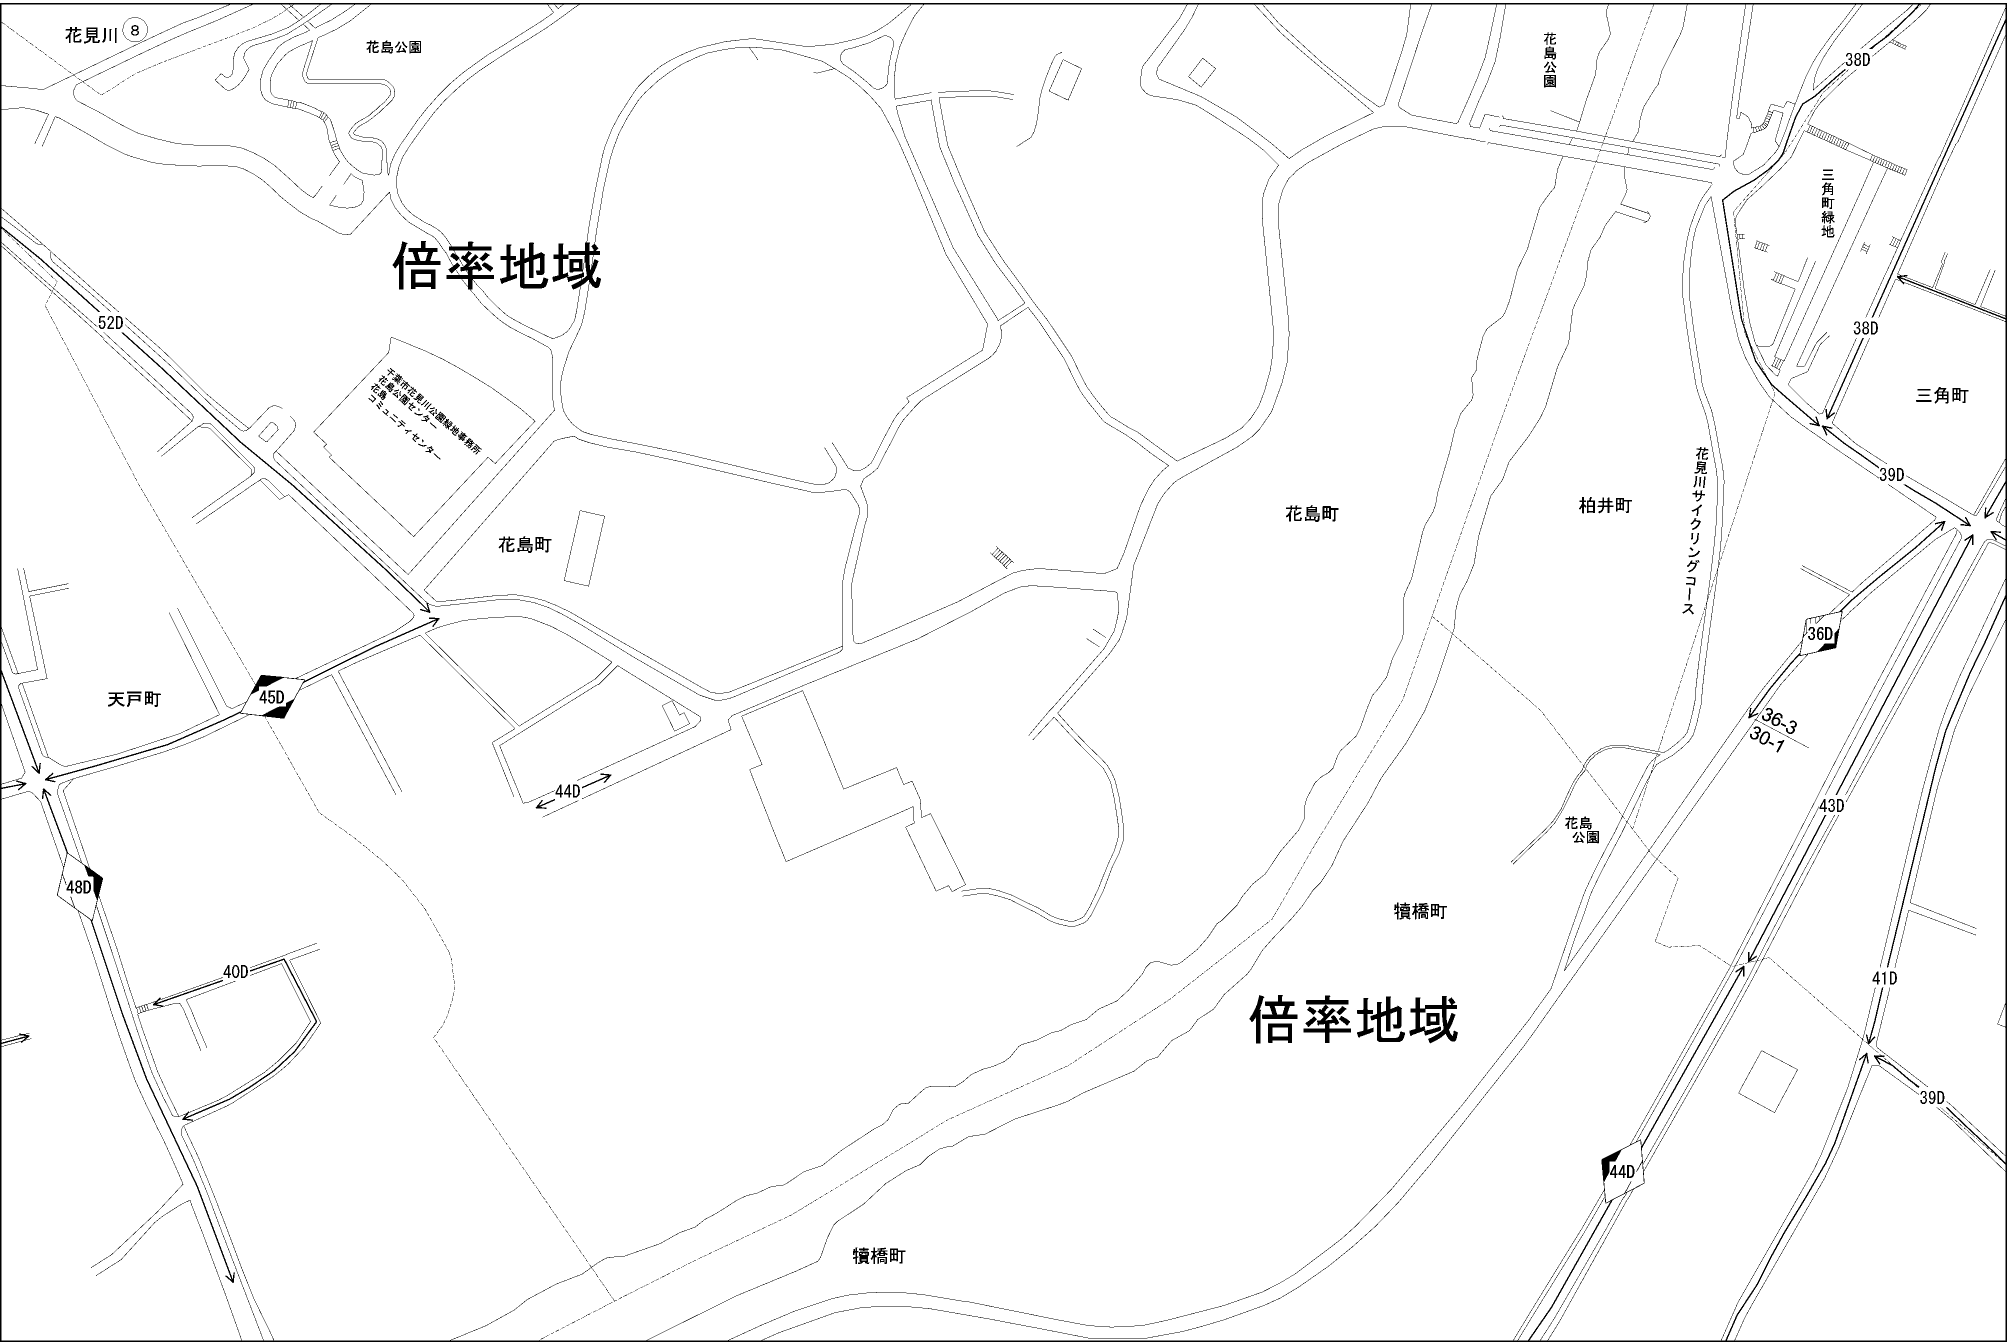 花見川 8
花島公園
花島公園
38D
三角町緑地
倍率地域
52D
38D
千葉市花見川公園緑地事務所
花島公園センター
花島
コミュニティセンター
三角町
花見川サイクリングコース
39D
花島町
花島町
柏井町
36D
天戸町
45D
36-3
30-1
44D
43D
花島
公園
48D
犢橋町
40D
41D
倍率地域
39D
44D
犢橋町